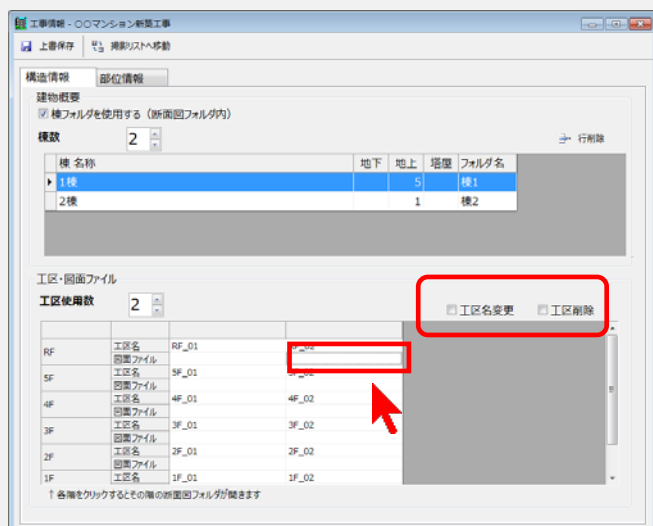 工事情報 - ○○マンション新築工事
上書保存 撮影リストへ移動
構造情報 部位情報
建物概要
棟フォルダを使用する（断面図フォルダ内）
棟数 2 行削除
棟 名称 地下 地上 塔屋 フォルダ名
1棟 5 棟1
2棟 1 棟2
工区・図面ファイル
工区使用数 2 工区名変更 工区削除
RF 工区名 RF_01
図面ファイル
5F 工区名 5F_01
図面ファイル
4F 工区名 4F_01 4F_02
図面ファイル
3F 工区名 3F_01 3F_02
図面ファイル
2F 工区名 2F_01 2F_02
図面ファイル
1F 工区名 1F_01 1F_02
↑各階をクリックするとその階の断面図フォルダが開きます